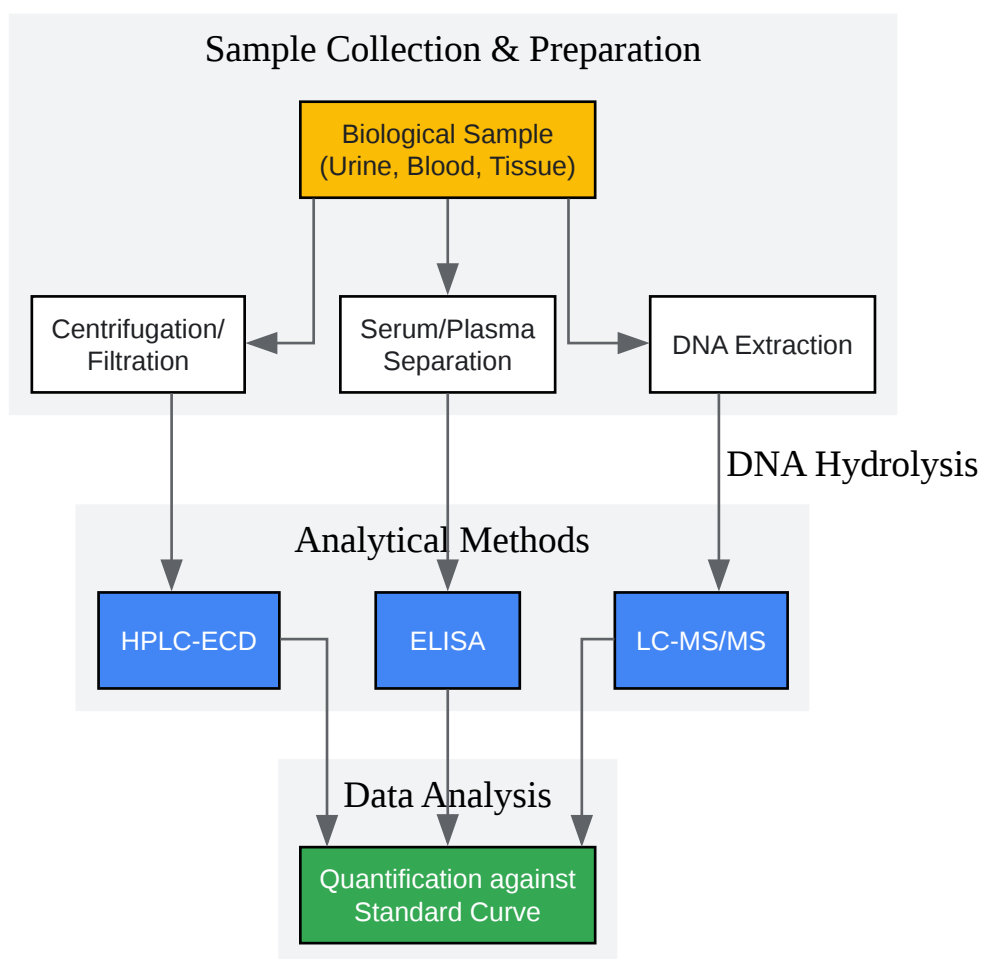 Sample Collection & Preparation
Biological Sample
(Urine, Blood, Tissue)
Centrifugation/
Filtration
Serum/Plasma
Separation
DNA Extraction
DNA Hydrolysis
Analytical Methods
HPLC-ECD
ELISA
LC-MS/MS
Data Analysis
Quantification against
Standard Curve